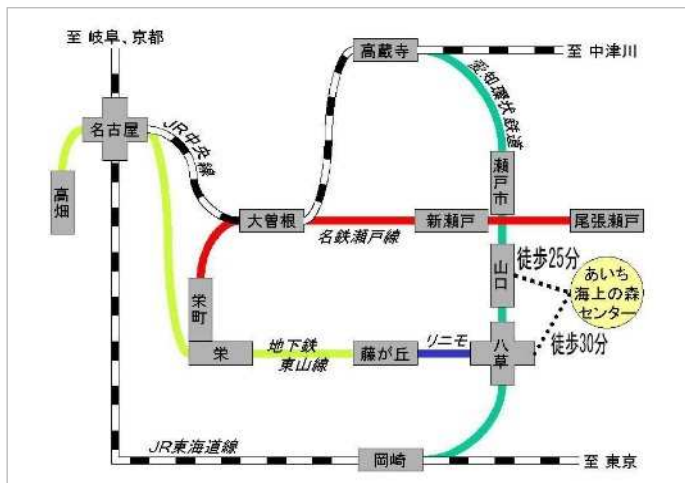 至 岐阜、京都
高蔵寺
至 中津川
愛知環状鉄道
名古屋
JR中央線
高畑
瀬戸市
大曽根
新瀬戸
尾張瀬戸
名鉄瀬戸線
徒歩25分
山口
あいち
海上の森
センター
栄町
栄
地下鉄
東山線
藤が丘
リニモ
八草
徒歩30分
JR東海道線
岡崎
至 東京